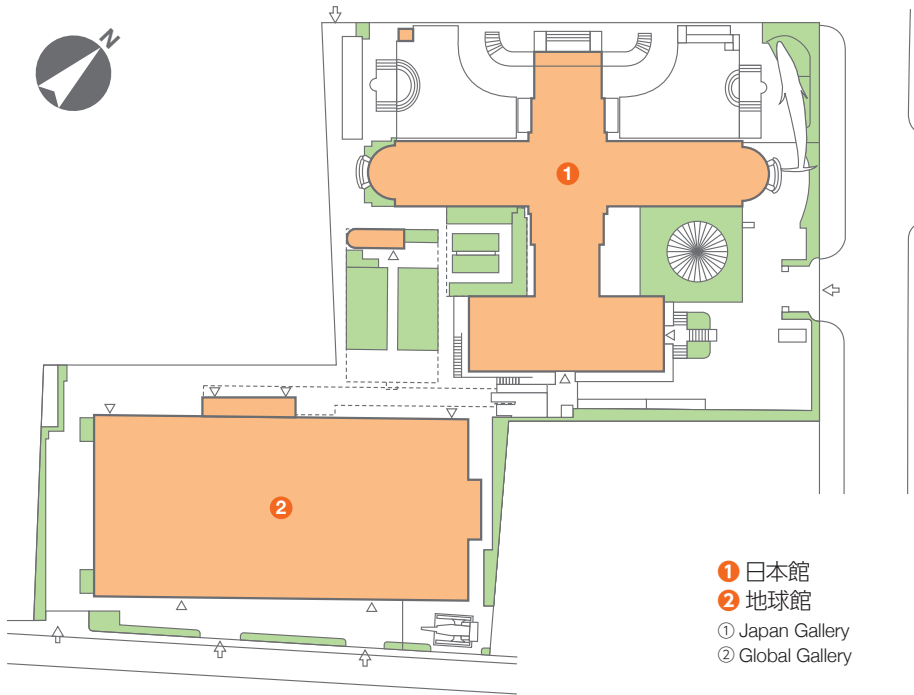 N
1
2
1 日本館
2 地球館
① Japan Gallery
② Global Gallery